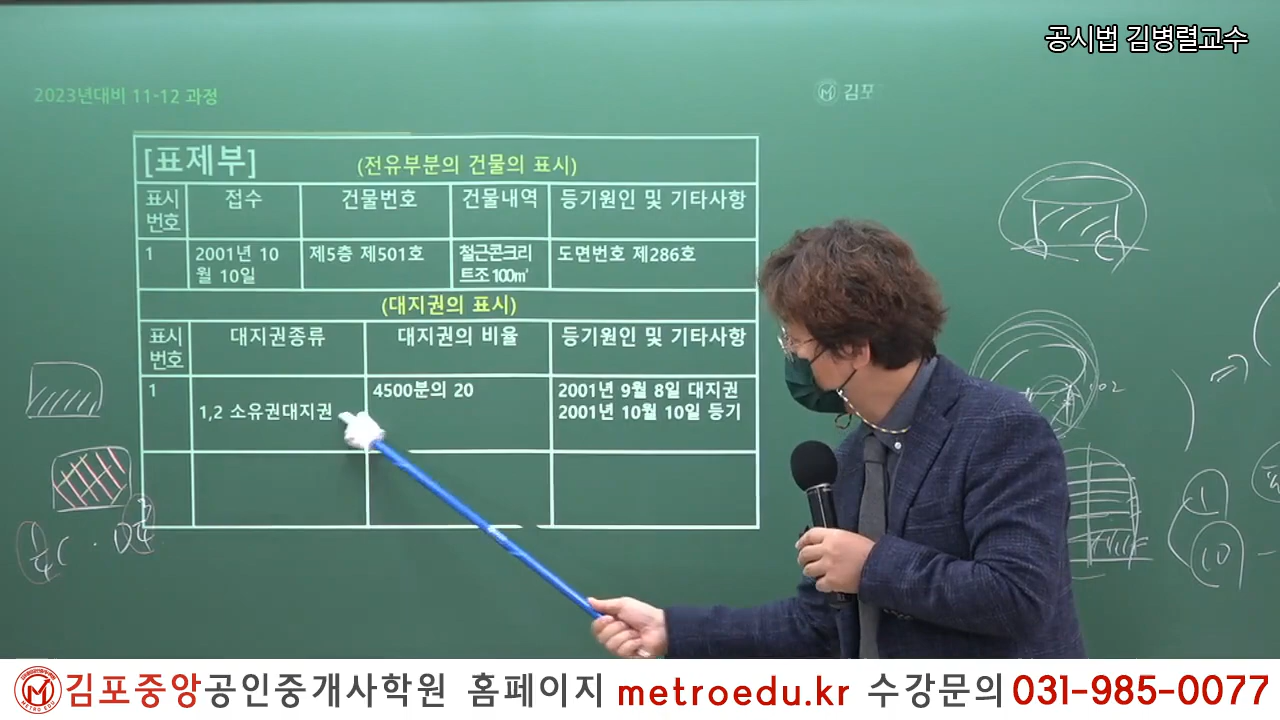 공시법 김병렬교수
2023년대비 11-12 과정
김포
[표제부] (전유부분의 건물의 표시)
표시번호 접수 건물번호 건물내역 등기원인 및 기타사항
1 2001년 10월 10일 제5층 제501호 철근콘크리트조 100㎡ 도면번호 제286호
(대지권의 표시)
표시번호 대지권종류 대지권의 비율 등기원인 및 기타사항
1 1,2 소유권대지권 4500분의 20 2001년 9월 8일 대지권
2001년 10월 10일 등기
1
10
METRO EDU
김포중앙공인중개사학원 홈페이지 metroedu.kr 수강문의 031-985-0077